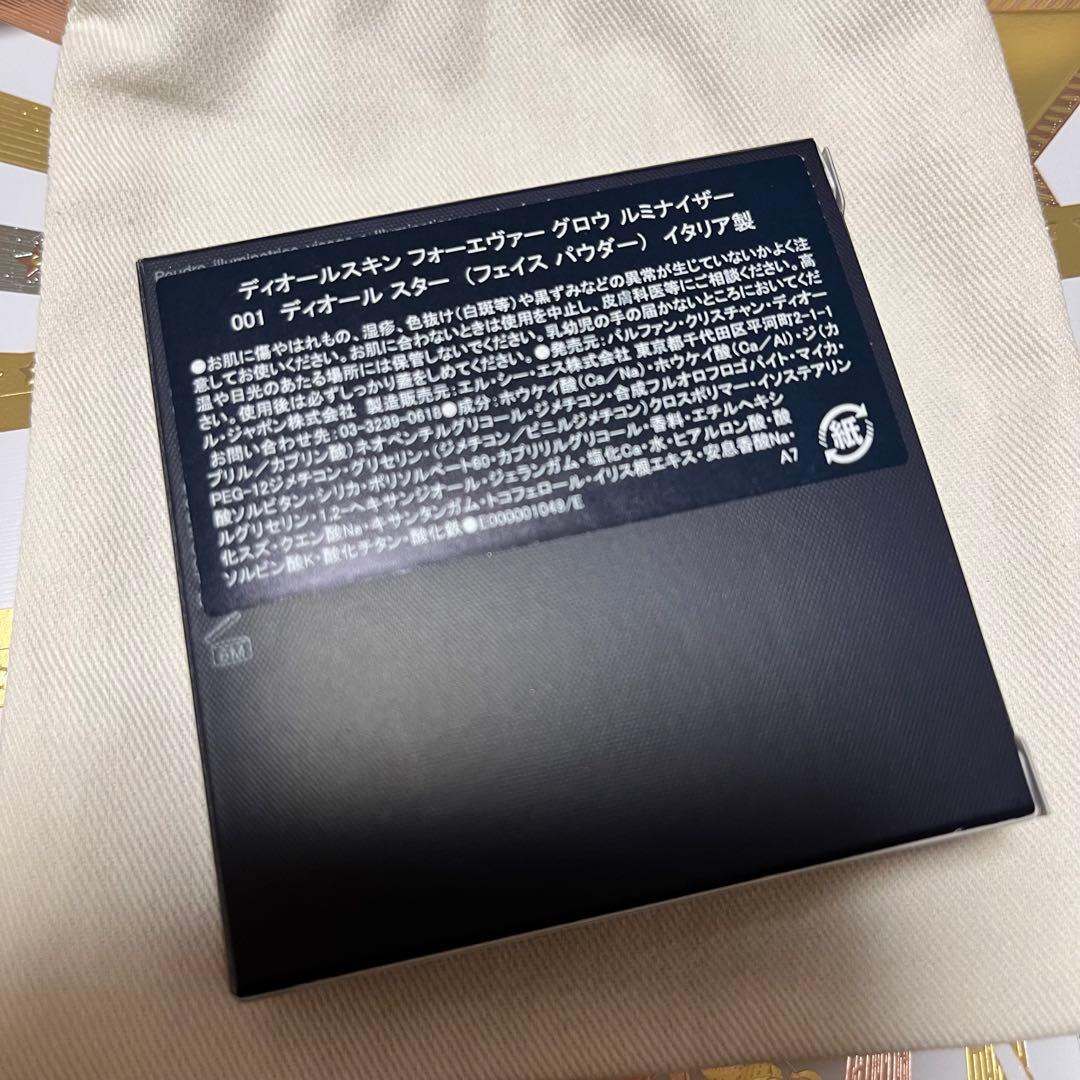 Poudre illuminatrice visage
ディオールスキン フォーエヴァー グロウ ルミナイザー
001 ディオール スター (フェイス パウダー) イタリア製
●お肌に傷やはれもの、湿疹、色抜け(白斑等)や黒ずみなどの異常が生じていないかよく注
意してお使いください。お肌に合わないときは使用を中止し、皮膚科医等にご相談ください。高
温や日光のあたる場所には保管しないでください。乳幼児の手の届かないところにおいてくだ
さい。使用後は必ずしっかり蓋をしめてください。●発売元:パルファン・クリスチャン・ディオー
ル・ジャポン株式会社 製造販売元:エル・シー・エス株式会社 東京都千代田区平河町2-1-1
お問い合わせ先:03-3239-0618●成分:ホウケイ酸(Ca/Na)・ホウケイ酸(Ca/Al)・ジ(カ
プリル/カプリン酸)ネオペンチルグリコール・ジメチコン・合成フルオロフロゴパイト・マイカ・
PEG-12ジメチコン・グリセリン・(ジメチコン/ビニルジメチコン)クロスポリマー・イソステアリン
酸ソルビタン・シリカ・ポリソルベート60・カプリリルグリコール・香料・エチルヘキシ
ルグリセリン・1,2-ヘキサンジオール・ジェランガム・塩化Ca・水・ヒアルロン酸・酸
化スズ・クエン酸Na・キサンタンガム・トコフェロール・イリス根エキス・安息香酸Na・
ソルビン酸K・酸化チタン・酸化鉄●E000001049/E
A7
紙
6M